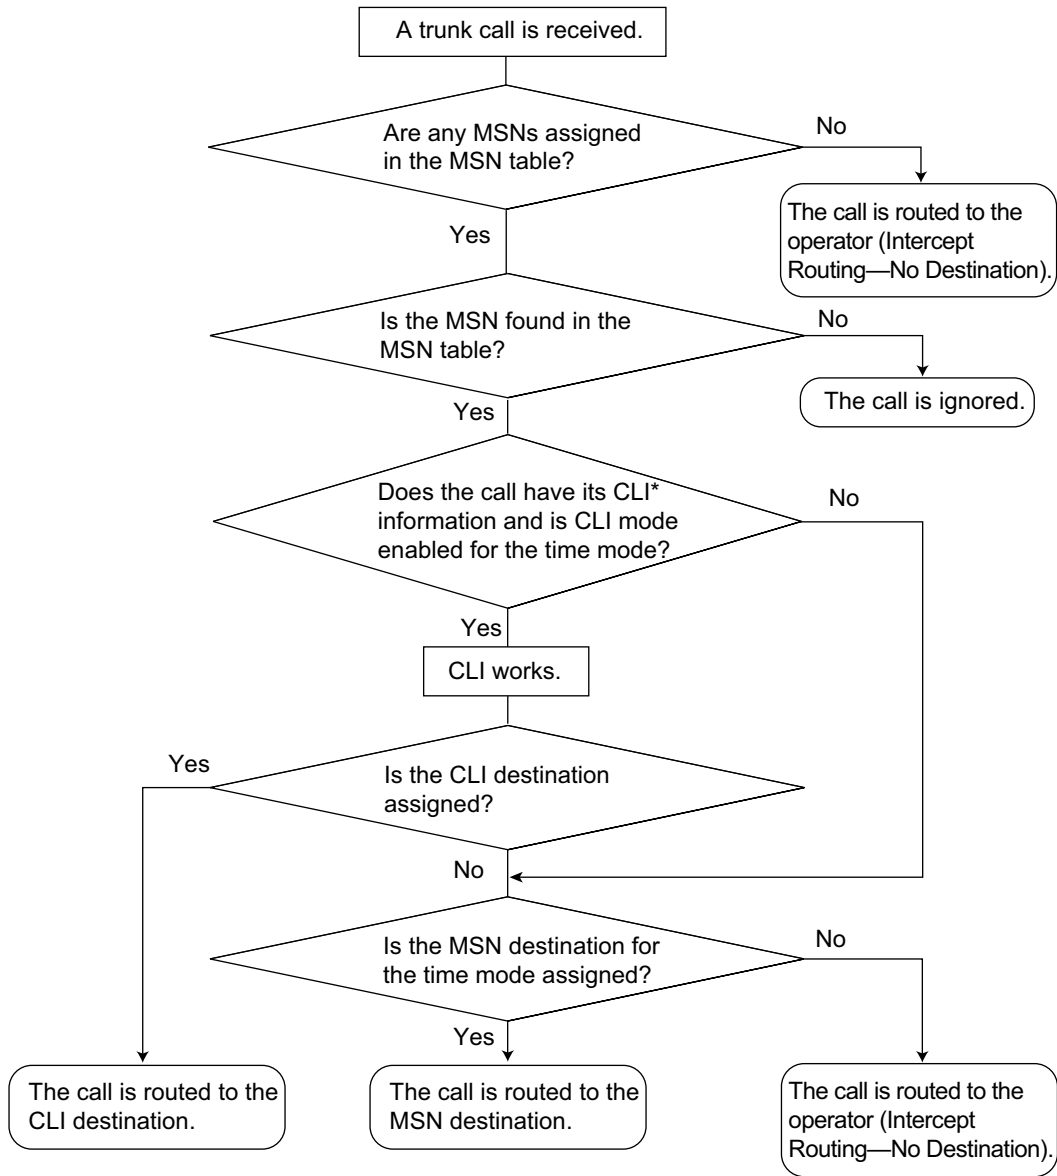 A trunk call is received.
Are any MSNs assigned
in the MSN table?
No
The call is routed to the
operator (Intercept
Routing—No Destination).
Yes
Is the MSN found in the
MSN table?
No
The call is ignored.
Yes
Does the call have its CLI*
information and is CLI mode
enabled for the time mode?
No
Yes
CLI works.
Yes
Is the CLI destination
assigned?
No
Is the MSN destination for
the time mode assigned?
No
Yes
The call is routed to the
CLI destination.
The call is routed to the
MSN destination.
The call is routed to the
operator (Intercept
Routing—No Destination).